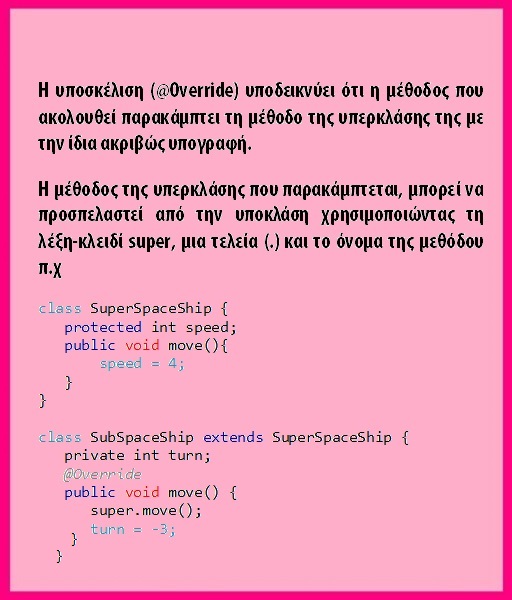 Η υποσκέλιση (@Override) υποδεικνύει ότι η μέθοδος που
ακολουθεί παρακάμπτει τη μέθοδο της υπερκλάσης της με
την ίδια ακριβώς υπογραφή.
Η μέθοδος της υπερκλάσης που παρακάμπτεται, μπορεί να
προσπελαστεί από την υποκλάση χρησιμοποιώντας τη
λέξη-κλειδί super, μια τελεία (.) και το όνομα της μεθόδου
π.χ
class SuperSpaceShip {
protected int speed;
public void move(){
speed = 4;
}
}
class SubSpaceShip extends SuperSpaceShip {
private int turn;
@Override
public void move() {
super.move();
turn = -3;
}
}